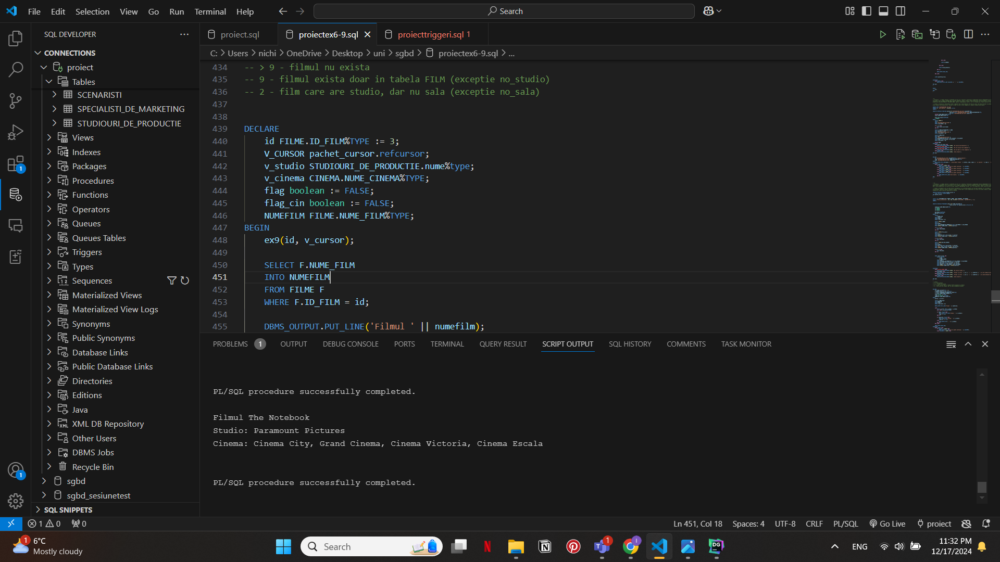 File Edit Selection View Go Run Terminal Help
Search
SQL DEVELOPER
CONNECTIONS
proiect
Tables
SCENARISTI
SPECIALISTI_DE_MARKETING
STUDIOURI_DE_PRODUCTIE
Views
Indexes
Packages
Procedures
Functions
Operators
Queues
Queues Tables
Triggers
Types
Sequences
Materialized Views
Materialized View Logs
Synonyms
Public Synonyms
Database Links
Public Database Links
Directories
Editions
Java
XML DB Repository
Other Users
DBMS Jobs
Recycle Bin
sgbd
sgbd_sesiunetest
SQL SNIPPETS
1
1
proiect.sql
proiectex6-9.sql
proiecttriggeri.sql 1
C: > Users > nichi > OneDrive > Desktop > uni > sgbd > proiectex6-9.sql > ...
434 -- > 9 - filmul nu exista
435 -- 9 - filmul exista doar in tabela FILM (exceptie no_studio)
436 -- 2 - film care are studio, dar nu sala (exceptie no_sala)
437
438
439 DECLARE
440 id FILME.ID_FILM%TYPE := 3;
441 V_CURSOR pachet_cursor.refcursor;
442 v_studio STUDIOURI_DE_PRODUCTIE.nume%type;
443 v_cinema CINEMA.NUME_CINEMA%TYPE;
444 flag boolean := FALSE;
445 flag_cin boolean := FALSE;
446 NUMEFILM FILME.NUME_FILM%TYPE;
447 BEGIN
448 ex9(id, v_cursor);
449
450 SELECT F.NUME_FILM
451 INTO NUMEFILM
452 FROM FILME F
453 WHERE F.ID_FILM = id;
454
455 DBMS_OUTPUT.PUT_LINE('Filmul ' || numefilm);
PROBLEMS 1 OUTPUT DEBUG CONSOLE PORTS TERMINAL QUERY RESULT SCRIPT OUTPUT SQL HISTORY COMMENTS TASK MONITOR
PL/SQL procedure successfully completed.
Filmul The Notebook
Studio: Paramount Pictures
Cinema: Cinema City, Grand Cinema, Cinema Victoria, Cinema Escala
PL/SQL procedure successfully completed.
1 0 0
Ln 451, Col 18 Spaces: 4 UTF-8 CRLF PL/SQL Go Live proiect
1
6°C
Mostly cloudy
Search
N
N
1
I
DG
ENG
11:32 PM
12/17/2024